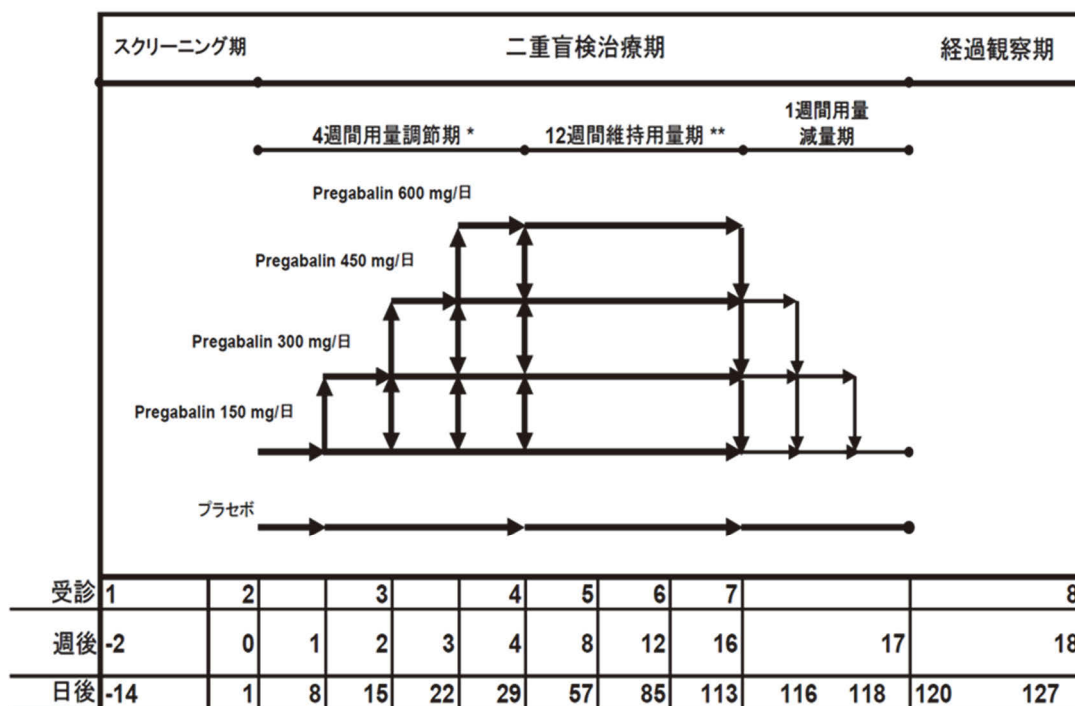 スクリーニング期 二重盲検治療期 経過観察期
4週間用量調節期 * 12週間維持用量期 ** 1週間用量
減量期
Pregabalin 600 mg/日
Pregabalin 450 mg/日
Pregabalin 300 mg/日
Pregabalin 150 mg/日
プラセボ
受診 1 2 3 4 5 6 7 8
週後 -2 0 1 2 3 4 8 12 16 17 18
日後 -14 1 8 15 22 29 57 85 113 116 118 120 127